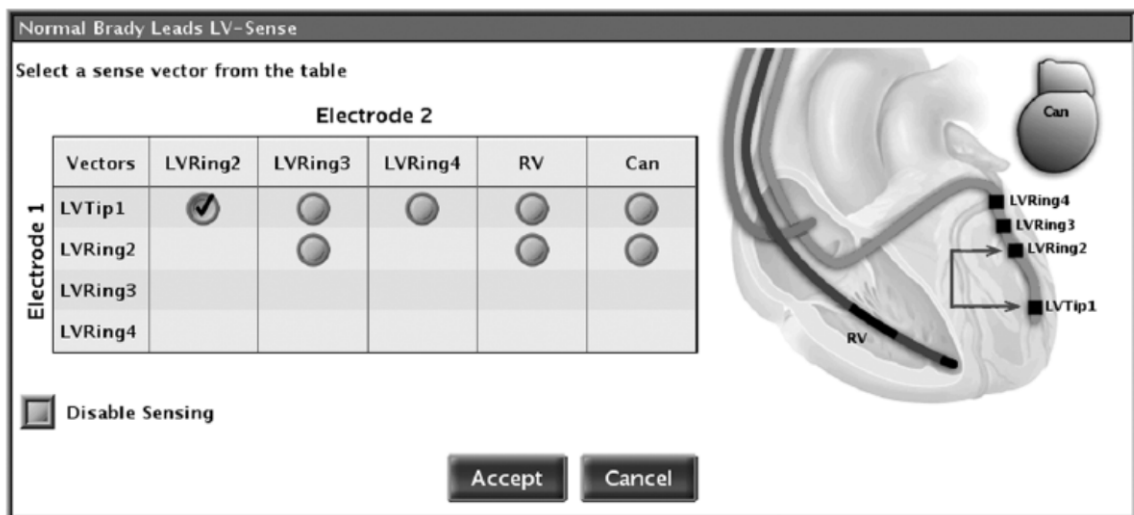 Normal Brady Leads LV-Sense
Select a sense vector from the table
Electrode 2
Electrode 1
Vectors LVRing2 LVRing3 LVRing4 RV Can
LVTip1
LVRing2
LVRing3
LVRing4
Disable Sensing
Accept Cancel
Can
LVRing4
LVRing3
LVRing2
LVTip1
RV